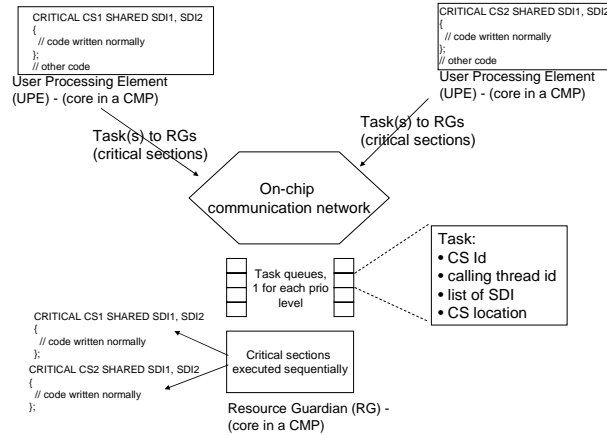 CRITICAL CS1 SHARED SDI1, SDI2
{
// code written normally
};
// other code
User Processing Element
(UPE) - (core in a CMP)
CRITICAL CS2 SHARED SDI1, SDI2
{
// code written normally
};
// other code
User Processing Element
(UPE) - (core in a CMP)
Task(s) to RGs
(critical sections)
Task(s) to RGs
(critical sections)
On-chip
communication network
Task queues,
1 for each prio
level
Task:
• CS Id
• calling thread id
• list of SDI
• CS location
CRITICAL CS1 SHARED SDI1, SDI2
{
// code written normally
};
CRITICAL CS2 SHARED SDI1, SDI2
{
// code written normally
};
Critical sections
executed sequentially
Resource Guardian (RG) -
(core in a CMP)